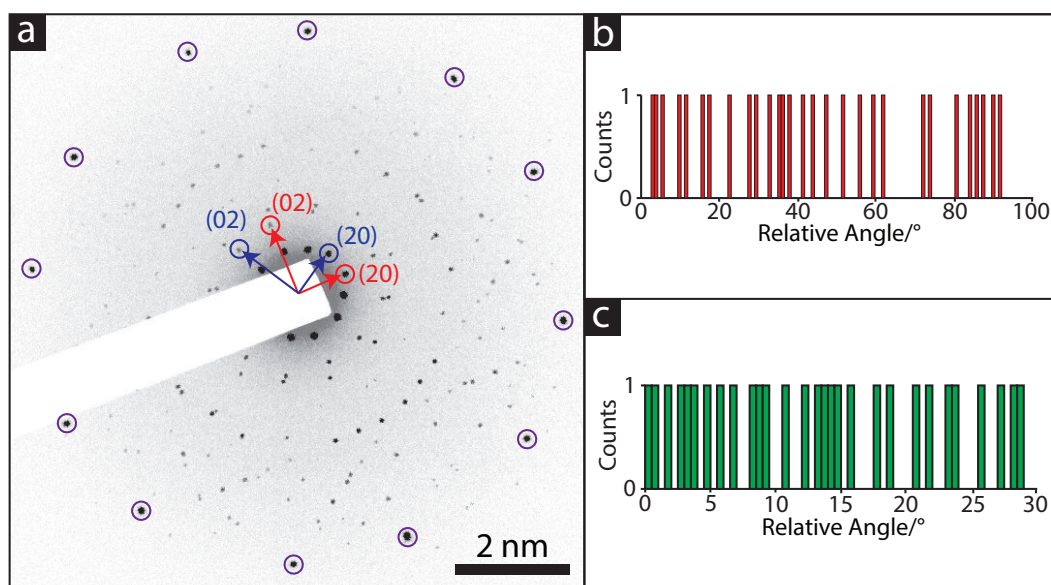 a
(02)
(02)
(20)
(20)
2 nm
b
Counts
1
0
0 20 40 60 80 100
Relative Angle/°
c
Counts
1
0
0 5 10 15 20 25 30
Relative Angle/°